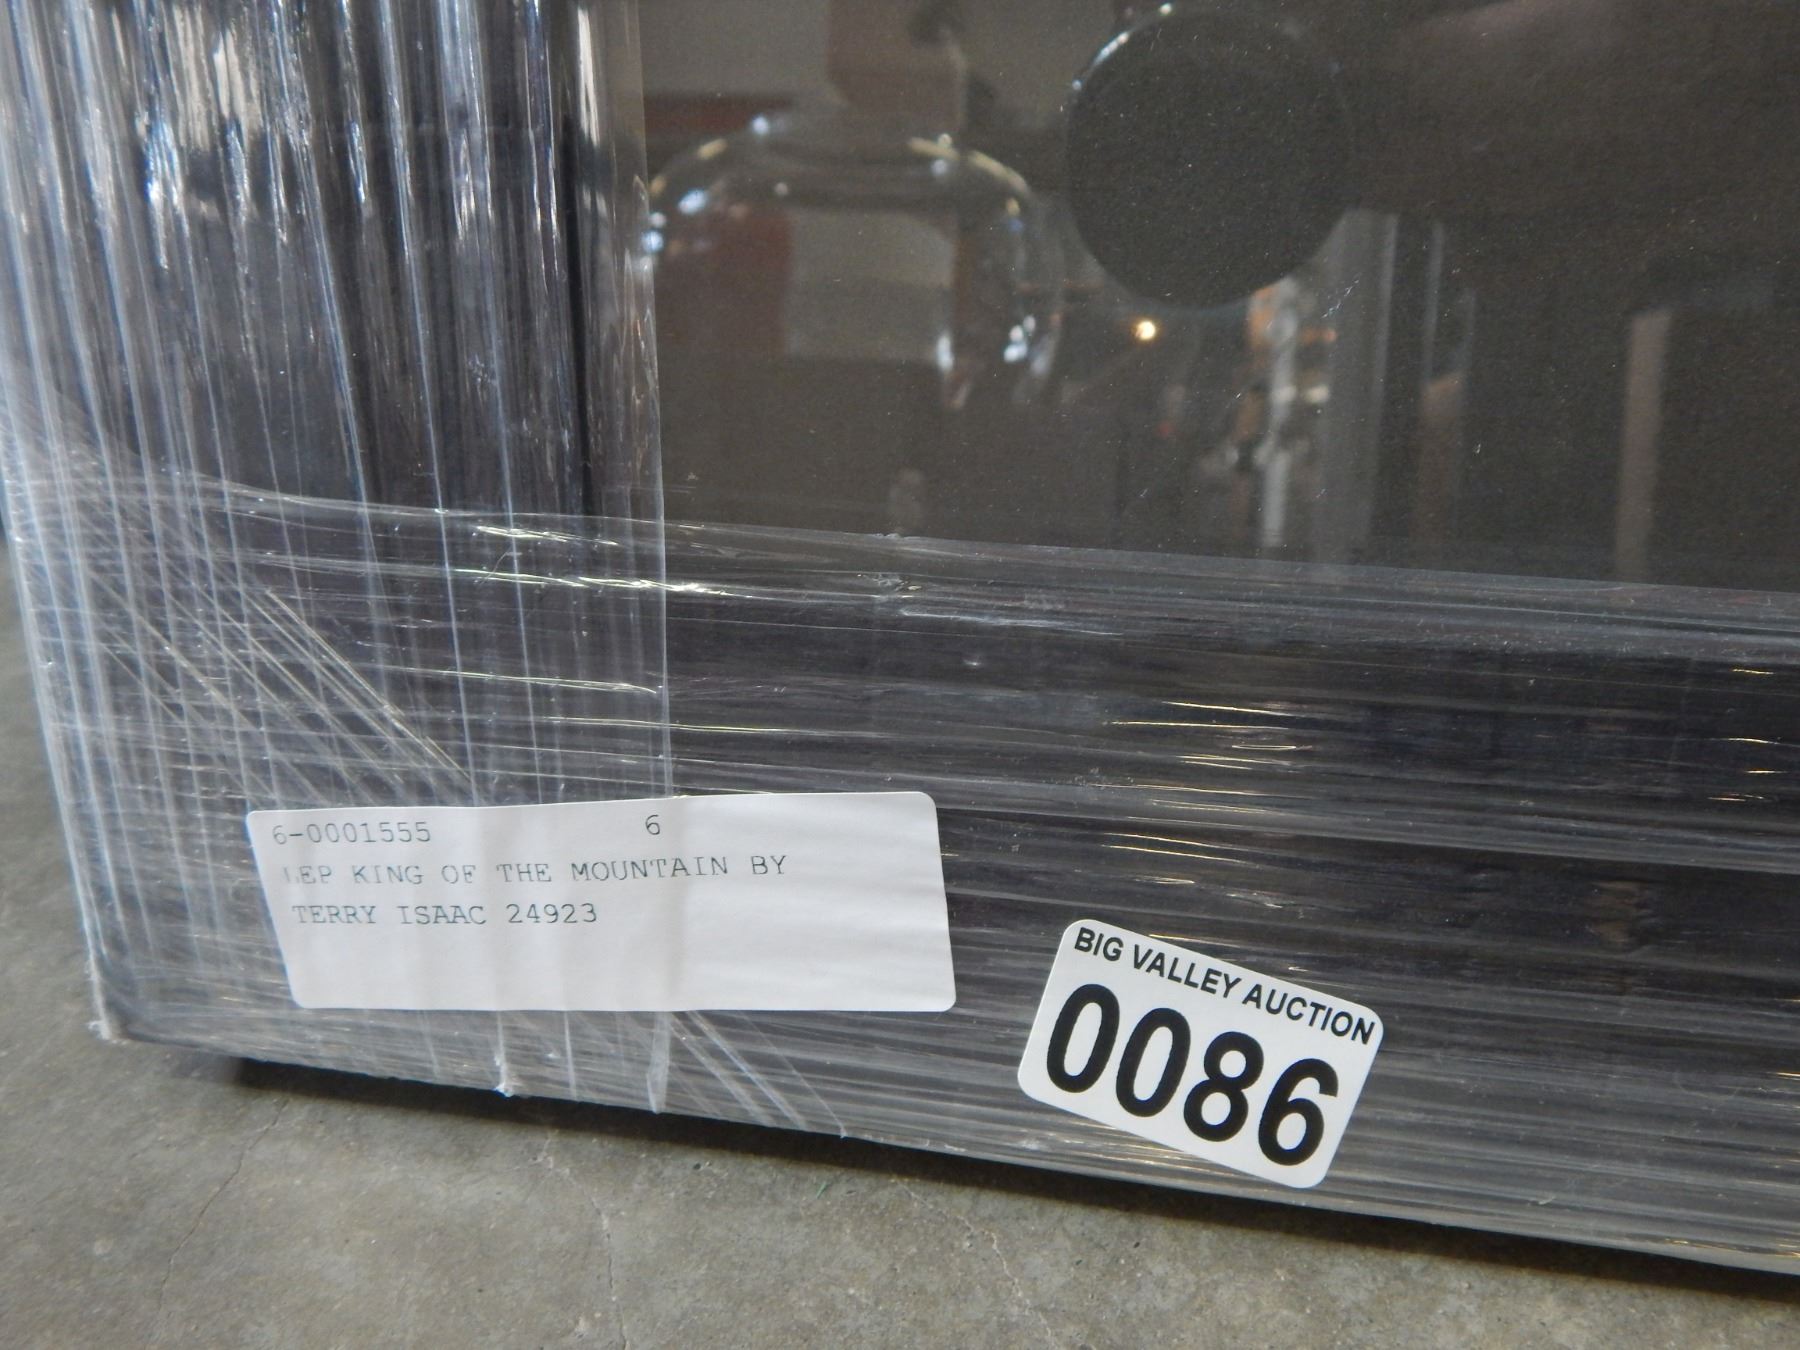 6-0001555 6
LEP KING OF THE MOUNTAIN BY
TERRY ISAAC 24923
BIG VALLEY AUCTION
0086